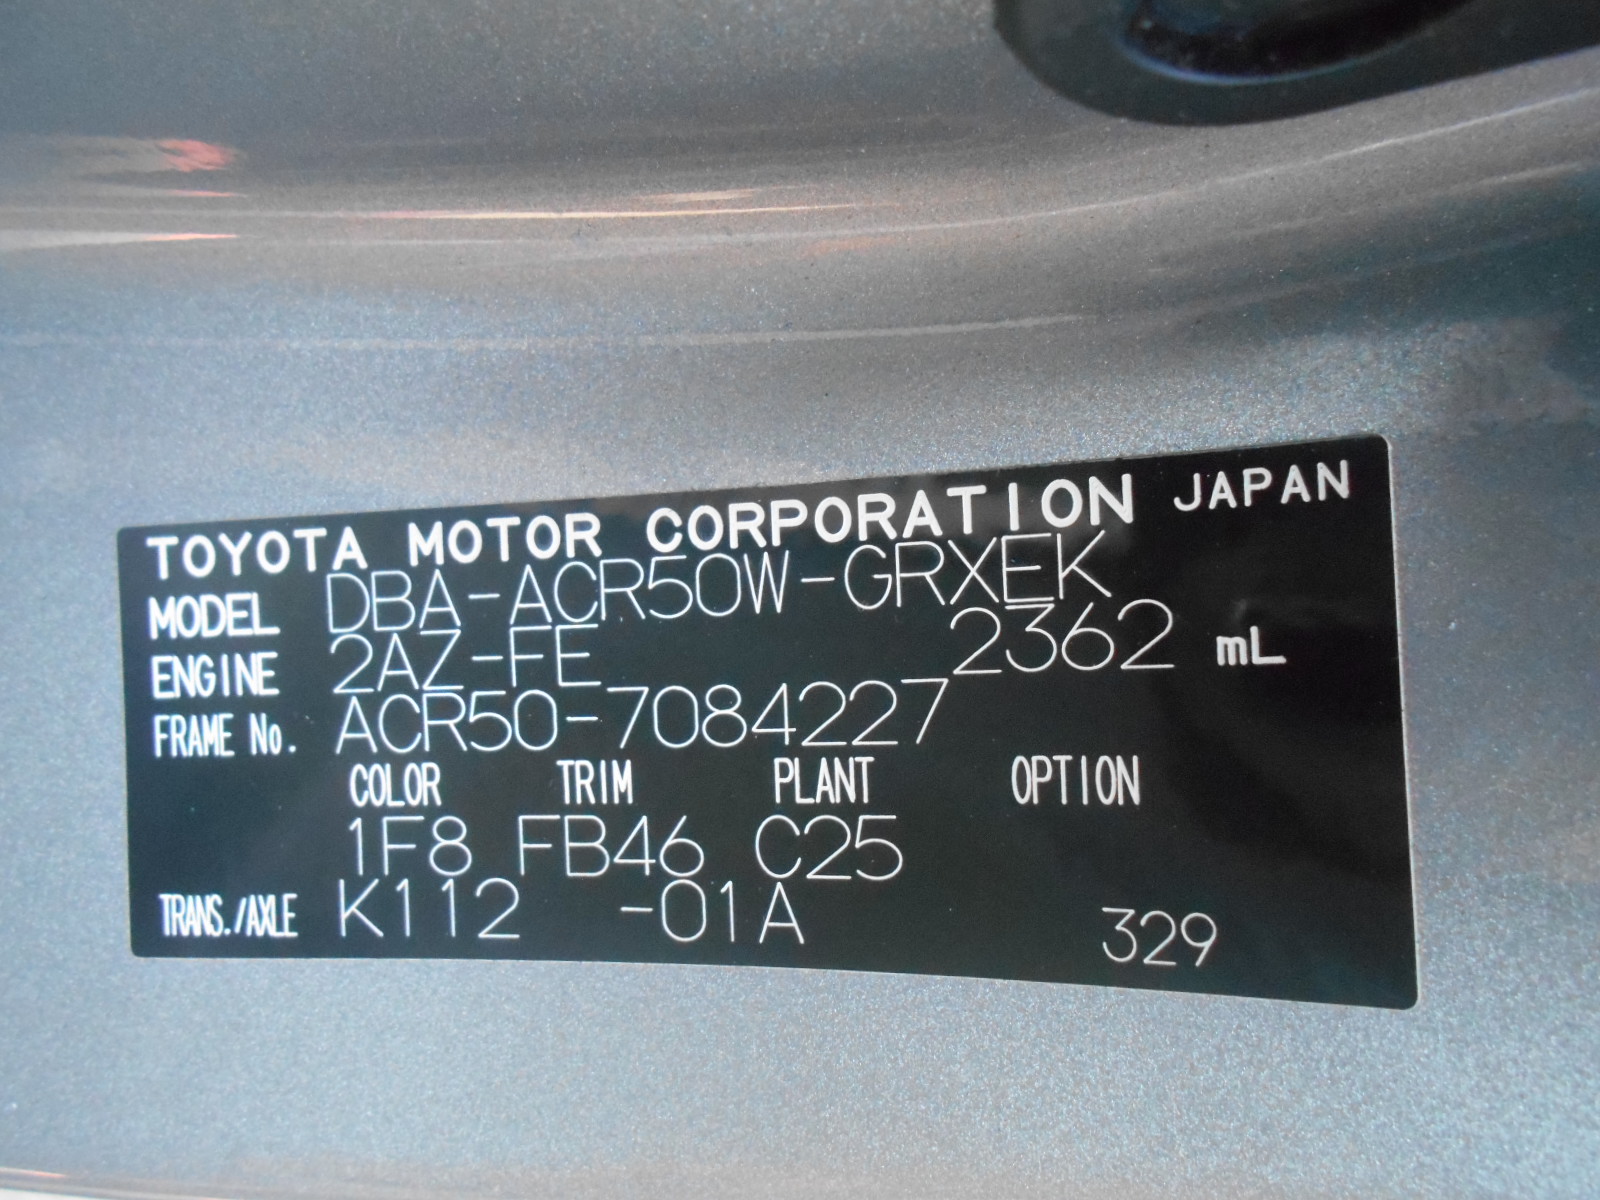 TOYOTA MOTOR CORPORATION JAPAN
MODEL DBA-ACR50W-GRXEK
ENGINE 2AZ-FE 2362 mL
FRAME No. ACR50-7084227
COLOR TRIM PLANT OPTION
1F8 FB46 C25
TRANS./AXLE K112 -01A 329